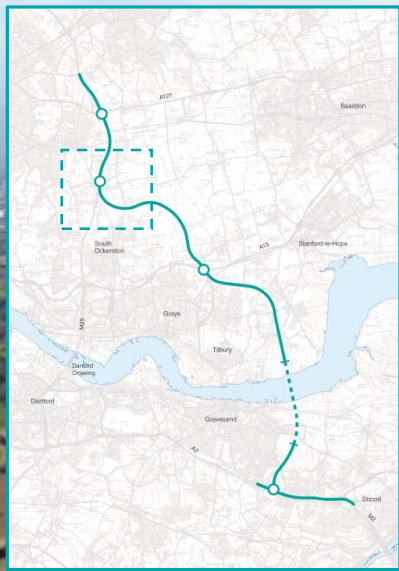 A127
Basildon
South
Ockendon
A13
Stanford-le-Hope
M25
Grays
Tilbury
Dartford
Crossing
Dartford
Gravesend
A2
Strood
M2